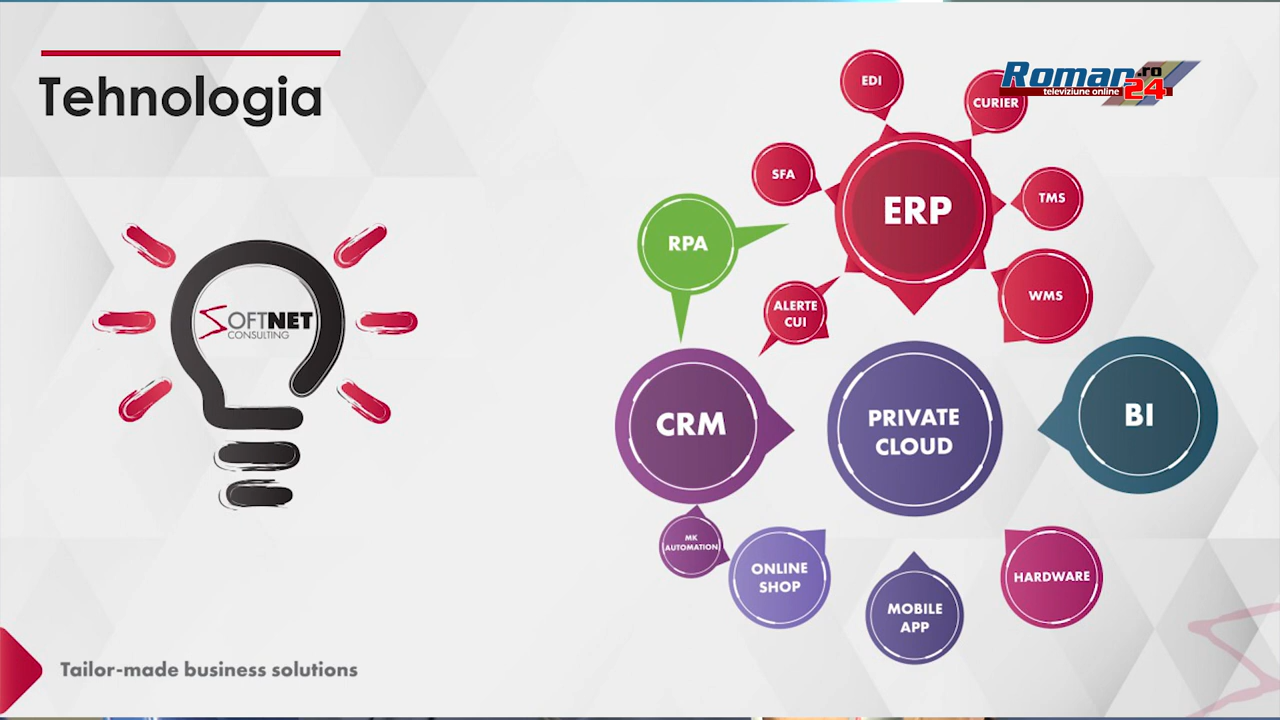 Tehnologia
Roman.ro
televiziune online 24
EDI
CURIER
SFA
ERP
TMS
RPA
WMS
ALERTE
CUI
SOFTNET
CONSULTING
CRM
PRIVATE
CLOUD
BI
MK
AUTOMATION
ONLINE
SHOP
MOBILE
APP
HARDWARE
Tailor-made business solutions